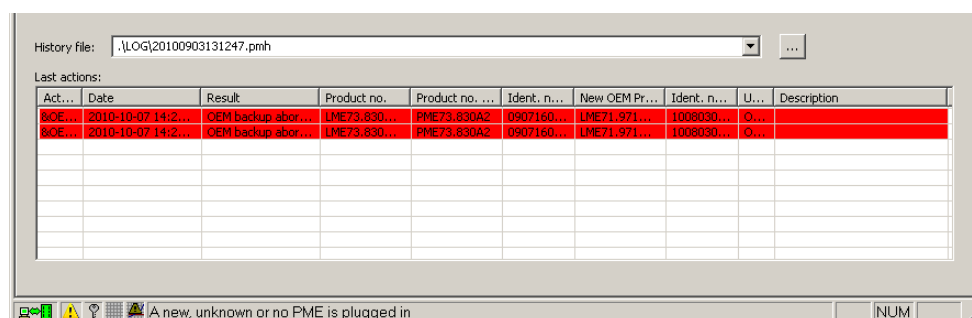 History file: .\LOG\20100903131247.pmh ...
Last actions:
Act... Date Result Product no. Product no. ... Ident. n... New OEM Pr... Ident. n... U... Description
&OE... 2010-10-07 14:2... OEM backup abor... LME73.830... PME73.830A2 0907160... LME71.971... 1008030... O...
&OE... 2010-10-07 14:2... OEM backup abor... LME73.830... PME73.830A2 0907160... LME71.971... 1008030... O...
A new, unknown or no PME is plugged in NUM